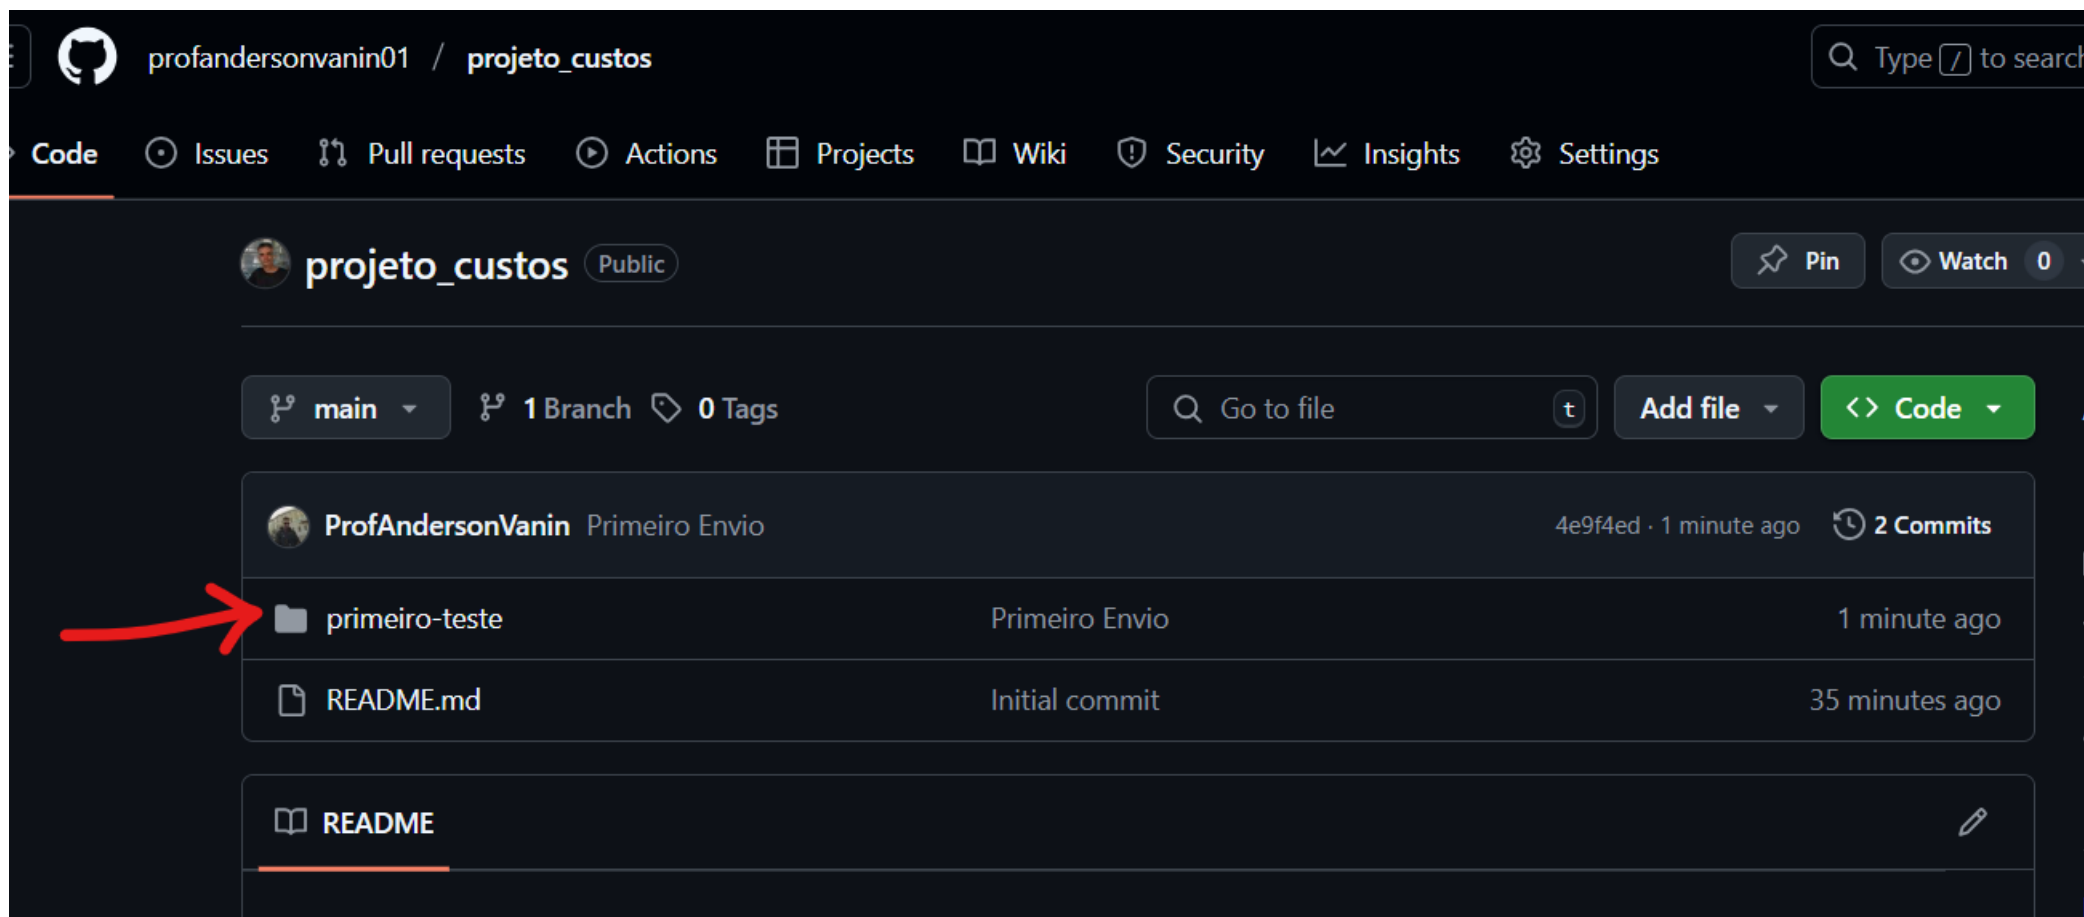 profandersonvanin01 / projeto_custos Type / to search
Code Issues Pull requests Actions Projects Wiki Security Insights Settings
projeto_custos Public Pin Watch 0
main 1 Branch 0 Tags Go to file t Add file Code
ProfAndersonVanin Primeiro Envio 4e9f4ed · 1 minute ago 2 Commits
primeiro-teste Primeiro Envio 1 minute ago
README.md Initial commit 35 minutes ago
README